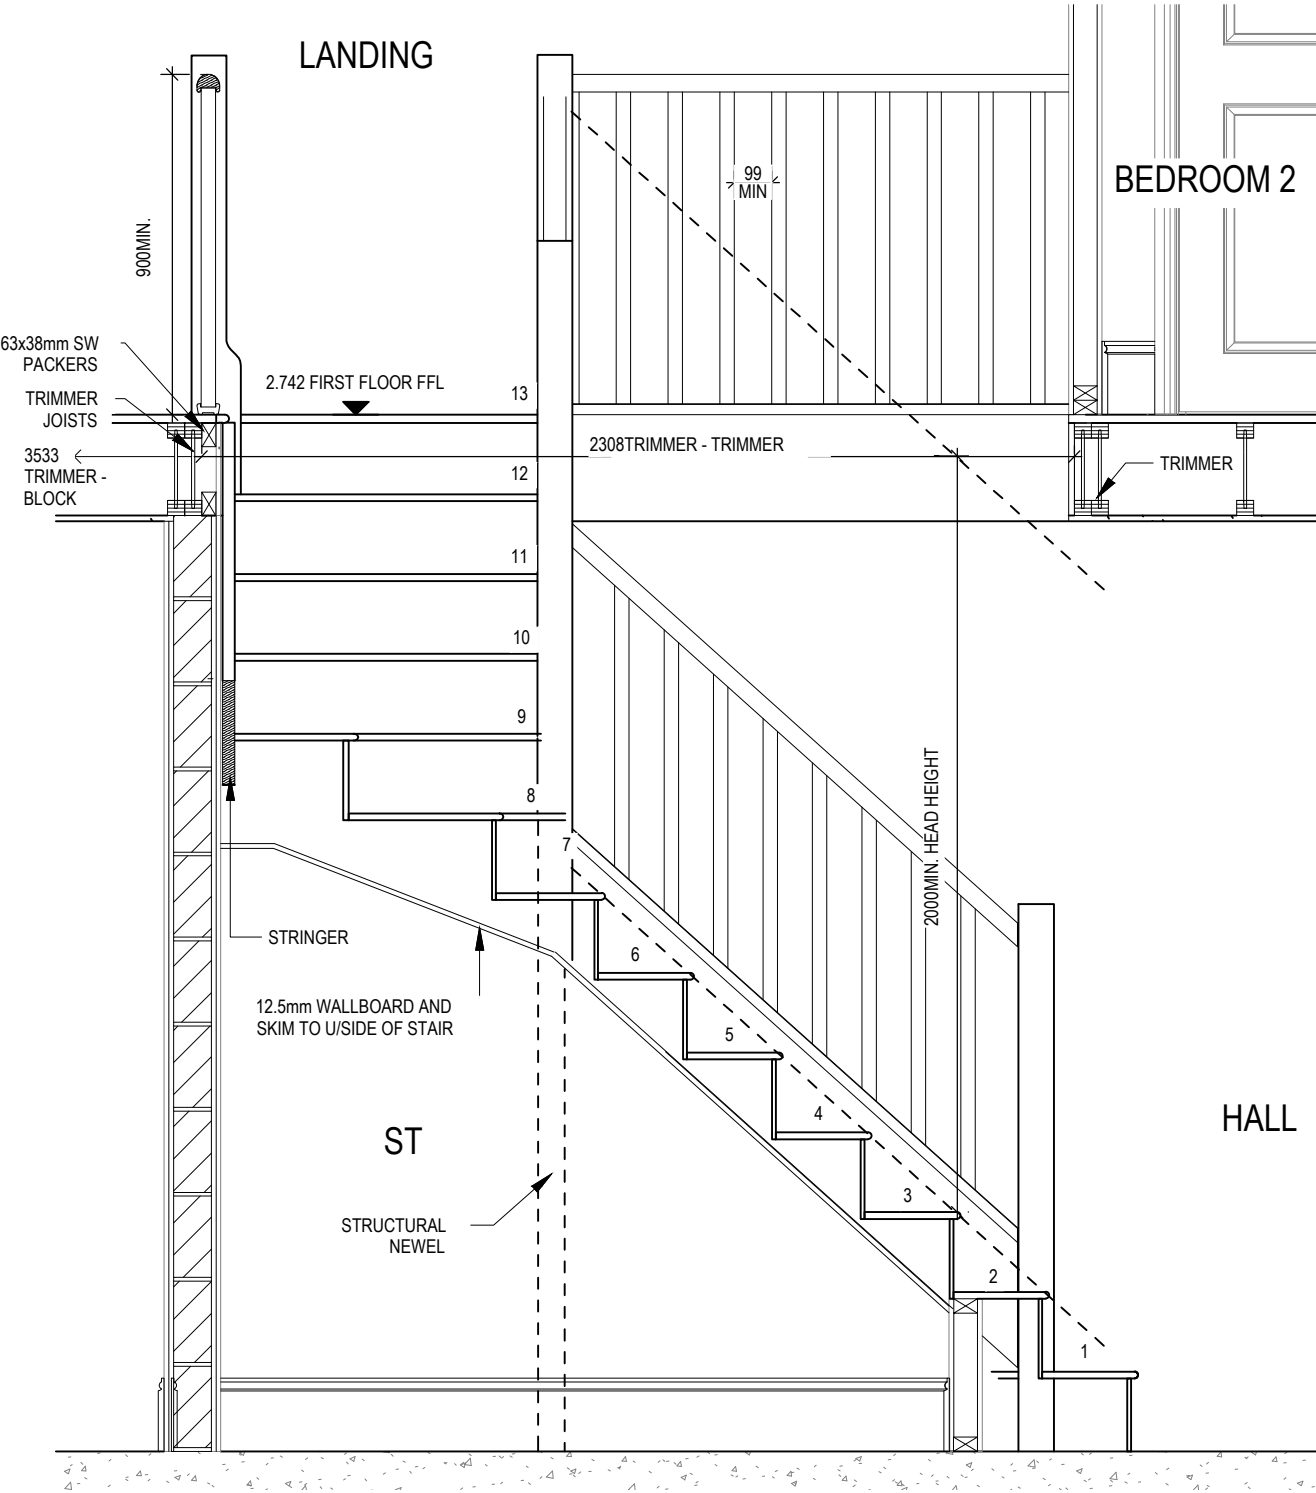 LANDING
BEDROOM 2
99
MIN
900MIN.
63x38mm SW
PACKERS
TRIMMER
JOISTS
2.742 FIRST FLOOR FFL
13
3533
TRIMMER -
BLOCK
2308TRIMMER - TRIMMER
TRIMMER
12
11
10
9
8
7
2000MIN. HEAD HEIGHT
STRINGER
6
12.5mm WALLBOARD AND
SKIM TO U/SIDE OF STAIR
5
4
HALL
ST
3
STRUCTURAL
NEWEL
2
1